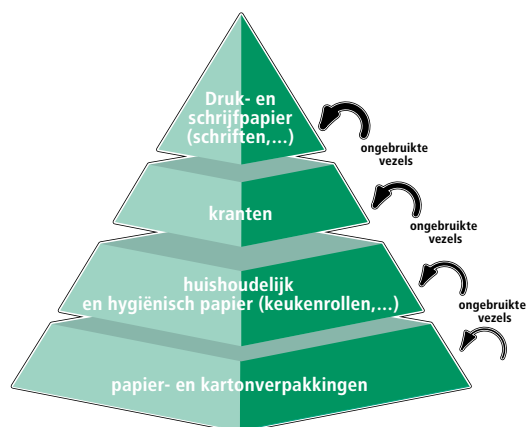 Druk- en
schrijfpapier
(schriften,...)
ongebruikte
vezels
kranten
ongebruikte
vezels
huishoudelijk
en hygiënisch papier (keukenrollen,...)
ongebruikte
vezels
papier- en kartonverpakkingen